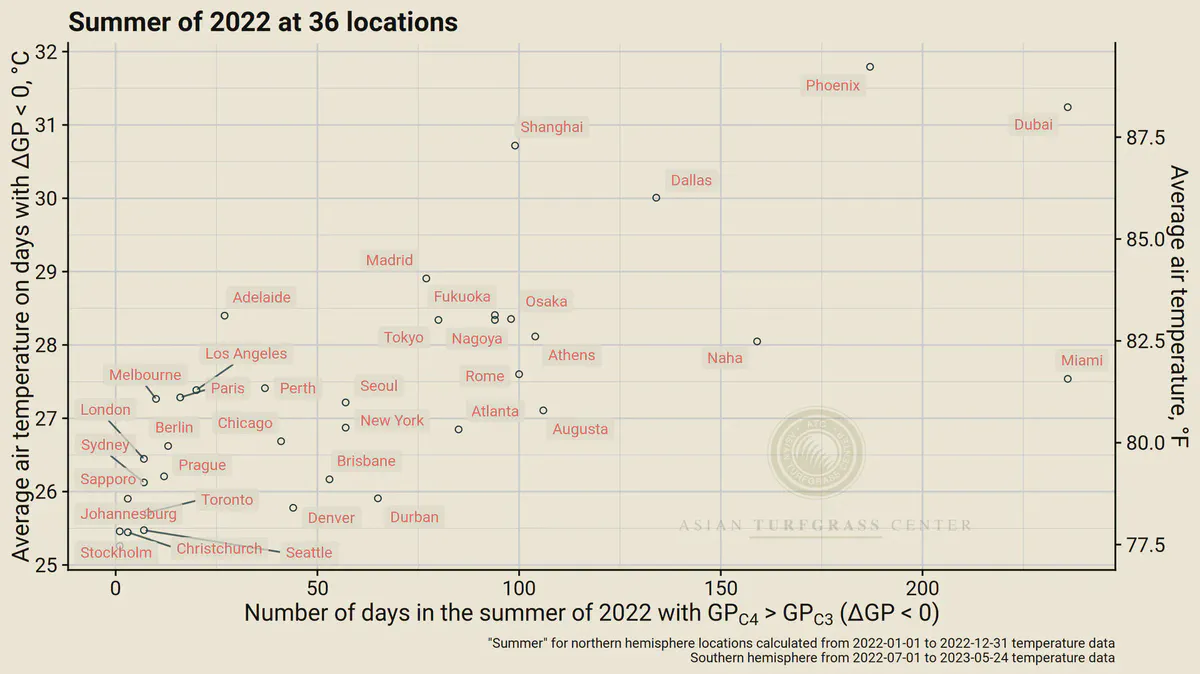 Summer of 2022 at 36 locations
Average air temperature on days with ΔGP < 0, °C
32
31
30
29
28
27
26
25
Phoenix
Dubai
Shanghai
Dallas
Madrid
Adelaide
Fukuoka
Osaka
Tokyo
Nagoya
Los Angeles
Athens
Naha
Miami
Melbourne
Paris
Perth
Seoul
Rome
London
Berlin
Chicago
New York
Atlanta
Augusta
Sydney
Prague
Brisbane
Sapporo
Toronto
Johannesburg
Denver
Durban
Stockholm
Christchurch
Seattle
ASIAN TURFGRASS CENTER
87.5
85.0
82.5
80.0
77.5
Average air temperature, °F
0 50 100 150 200
Number of days in the summer of 2022 with GPC4 > GPC3 (ΔGP < 0)
"Summer" for northern hemisphere locations calculated from 2022-01-01 to 2022-12-31 temperature data
Southern hemisphere from 2022-07-01 to 2023-05-24 temperature data